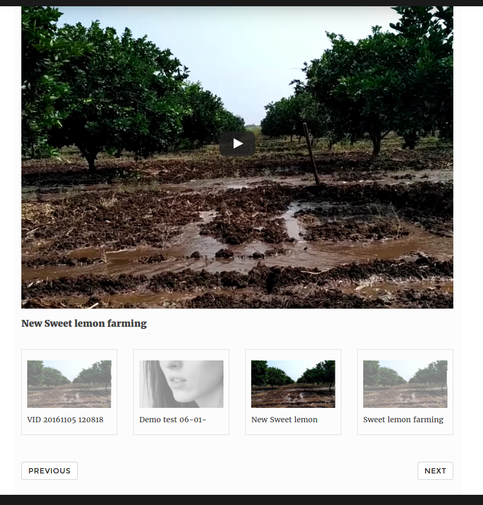 New Sweet lemon farming
VID 20161105 120818
Demo test 06-01-
New Sweet lemon
Sweet lemon farming
PREVIOUS
NEXT